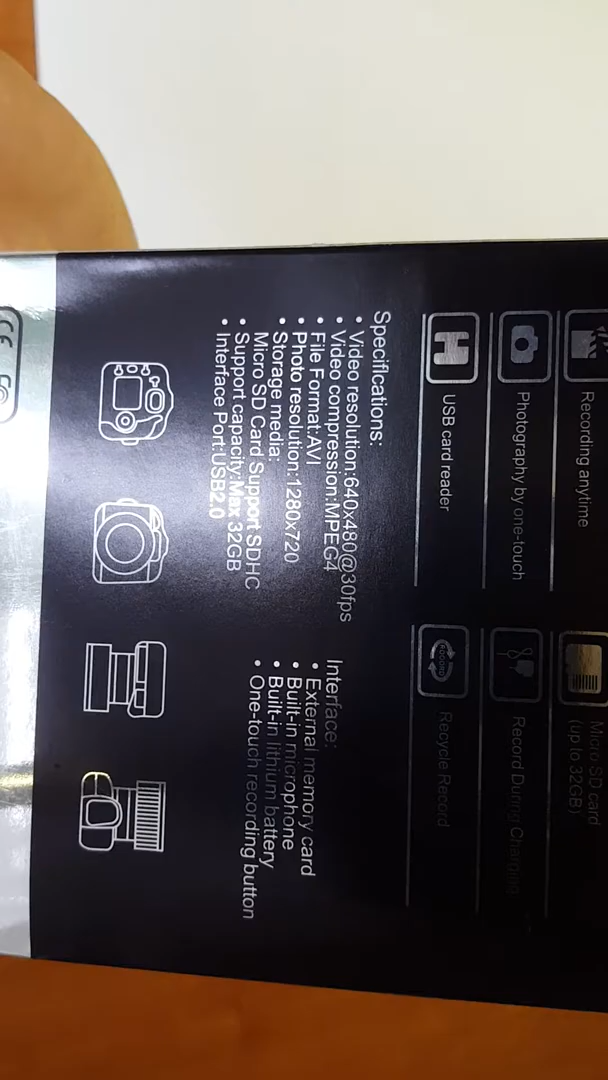 Recording anytime
Photography by one-touch
USB card reader
Micro SD card
(up to 32GB)
Record During Charging
ROCORD
Recycle Record
Specifications:
• Video resolution:640x480@30fps
• Video compression:MPEG4
• File Format:AVI
• Photo resolution:1280x720
• Storage media:
Micro SD Card Support SDHC
• Support capacity:Max 32GB
• Interface Port:USB2.0
Interface:
• External memory card
• Built-in microphone
• Built-in lithium battery
• One-touch recording button
CE